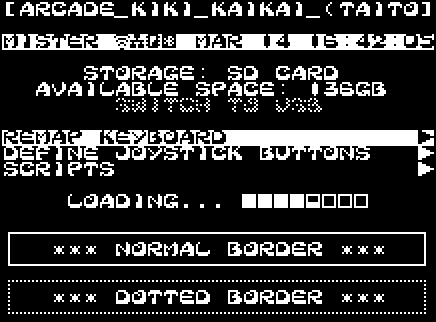 [ARCADE_KIKI_KAIKAI_(TAITO]
MISTER MAR 14 16:42:05
STORAGE: SD CARD
AVAILABLE SPACE: 136GB
SWITCH TO USB
REMAP KEYBOARD
DEFINE JOYSTICK BUTTONS
SCRIPTS
LOADING...
*** NORMAL BORDER ***
*** DOTTED BORDER ***